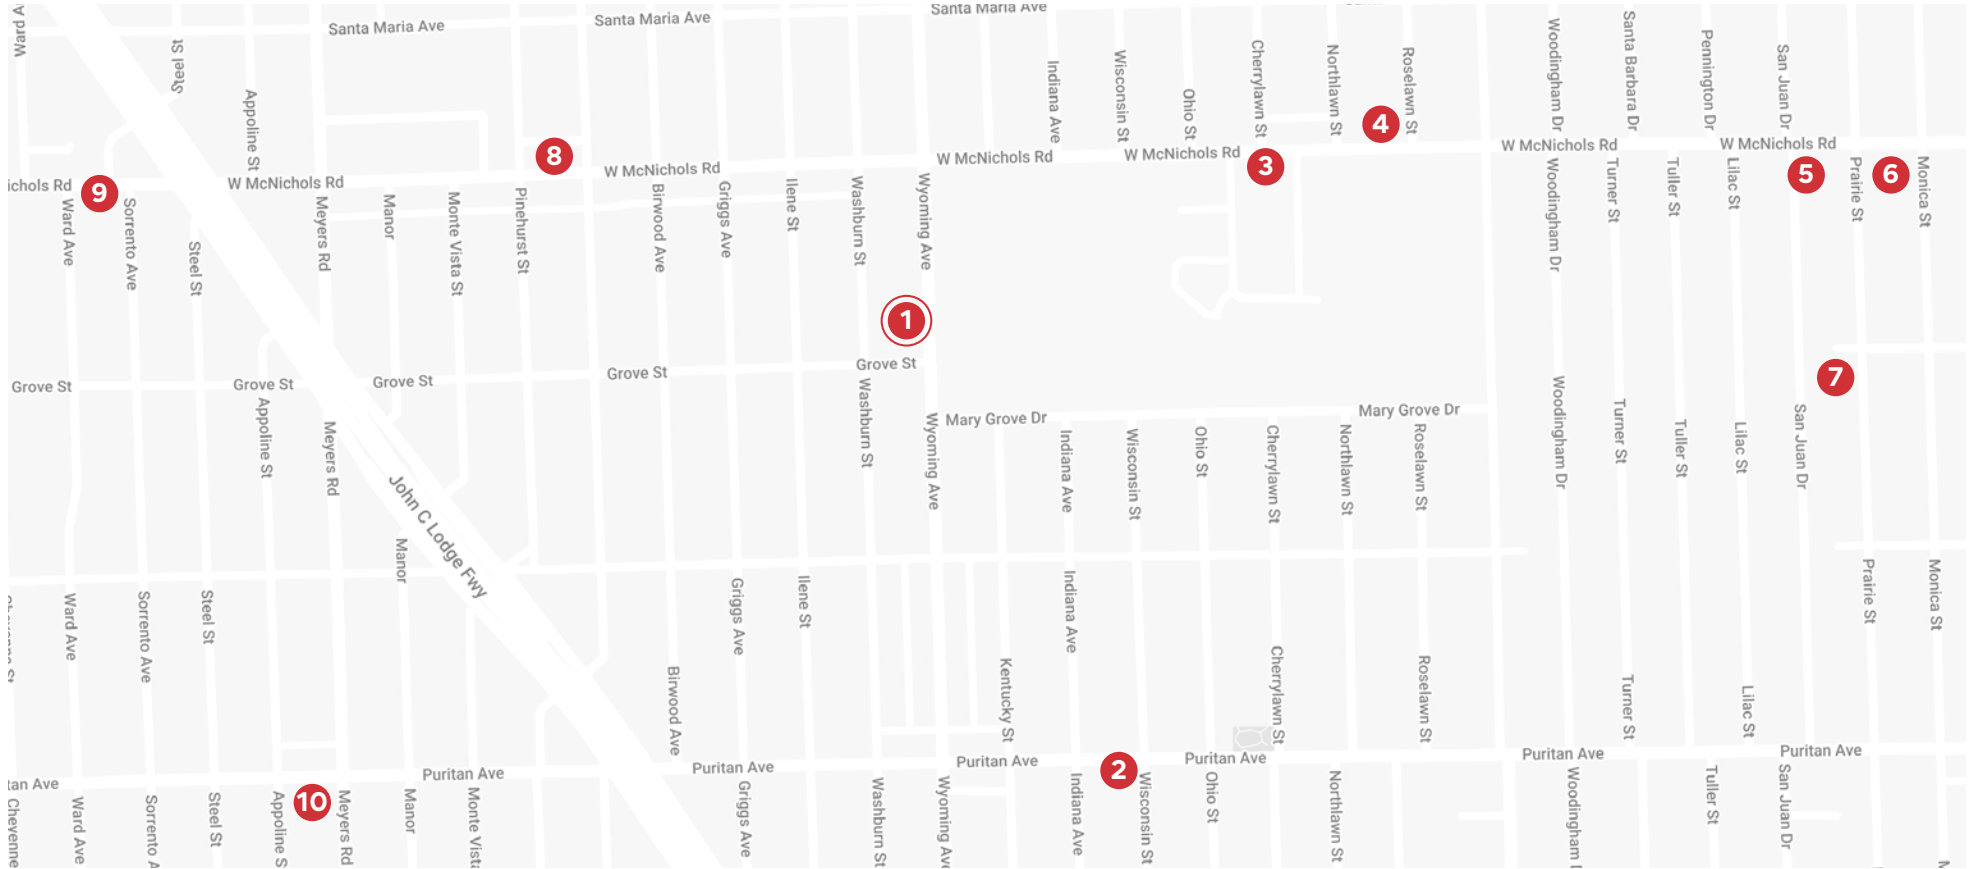 Ward A
Santa Maria Ave
Santa Maria Ave
Santa Maria Ave
Steel St
Appoline St
Indiana Ave
Wisconsin St
Ohio St
Cherrylawn St
Northlawn St
Roselawn St
Woodingham Dr
Santa Barbara Dr
Pennington Dr
San Juan Dr
4
8
W McNichols Rd
W McNichols Rd
W McNichols Rd
W McNichols Rd
W McNichols Rd
W McNichols Rd
3
5
6
ichols Rd
9
Ward Ave
Sorrento Ave
Steel St
Meyers Rd
Manor
Monte Vista St
Pinehurst St
Birwood Ave
Griggs Ave
Ilene St
Washburn St
Wyoming Ave
Woodingham Dr
Turner St
Tuller St
Lilac St
Prairie St
Monica St
1
Grove St
Grove St
Grove St
Grove St
Grove St
7
Mary Grove Dr
Mary Grove Dr
Appoline St
Meyers Rd
Washburn St
Wyoming Ave
Indiana Ave
Wisconsin St
Ohio St
Cherrylawn St
Northlawn St
Roselawn St
Woodingham Dr
Turner St
Tuller St
Lilac St
San Juan Dr
John C Lodge Fwy
Manor
Ward Ave
Sorrento Ave
Steel St
Griggs Ave
Ilene St
Indiana Ave
Prairie St
Monica St
Birwood Ave
Kentucky St
Cherrylawn St
Roselawn St
Turner St
Lilac St
tan Ave
Puritan Ave
Puritan Ave
Puritan Ave
Puritan Ave
Puritan Ave
Puritan Ave
2
10
Chevenne
Ward Ave
Sorrento A
Steel St
Appoline S
Meyers Rd
Manor
Monte Vist
Griggs Ave
Washburn St
Wyoming Ave
Indiana Ave
Wisconsin St
Ohio St
Northlawn St
Woodingham
Tuller St
San Juan Dr